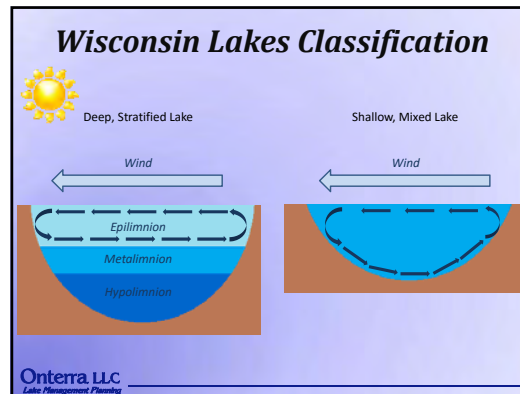 Wisconsin Lakes Classification
Deep, Stratified Lake
Shallow, Mixed Lake
Wind
Wind
Epilimnion
Metalimnion
Hypolimnion
Onterra LLC
Lake Management Planning